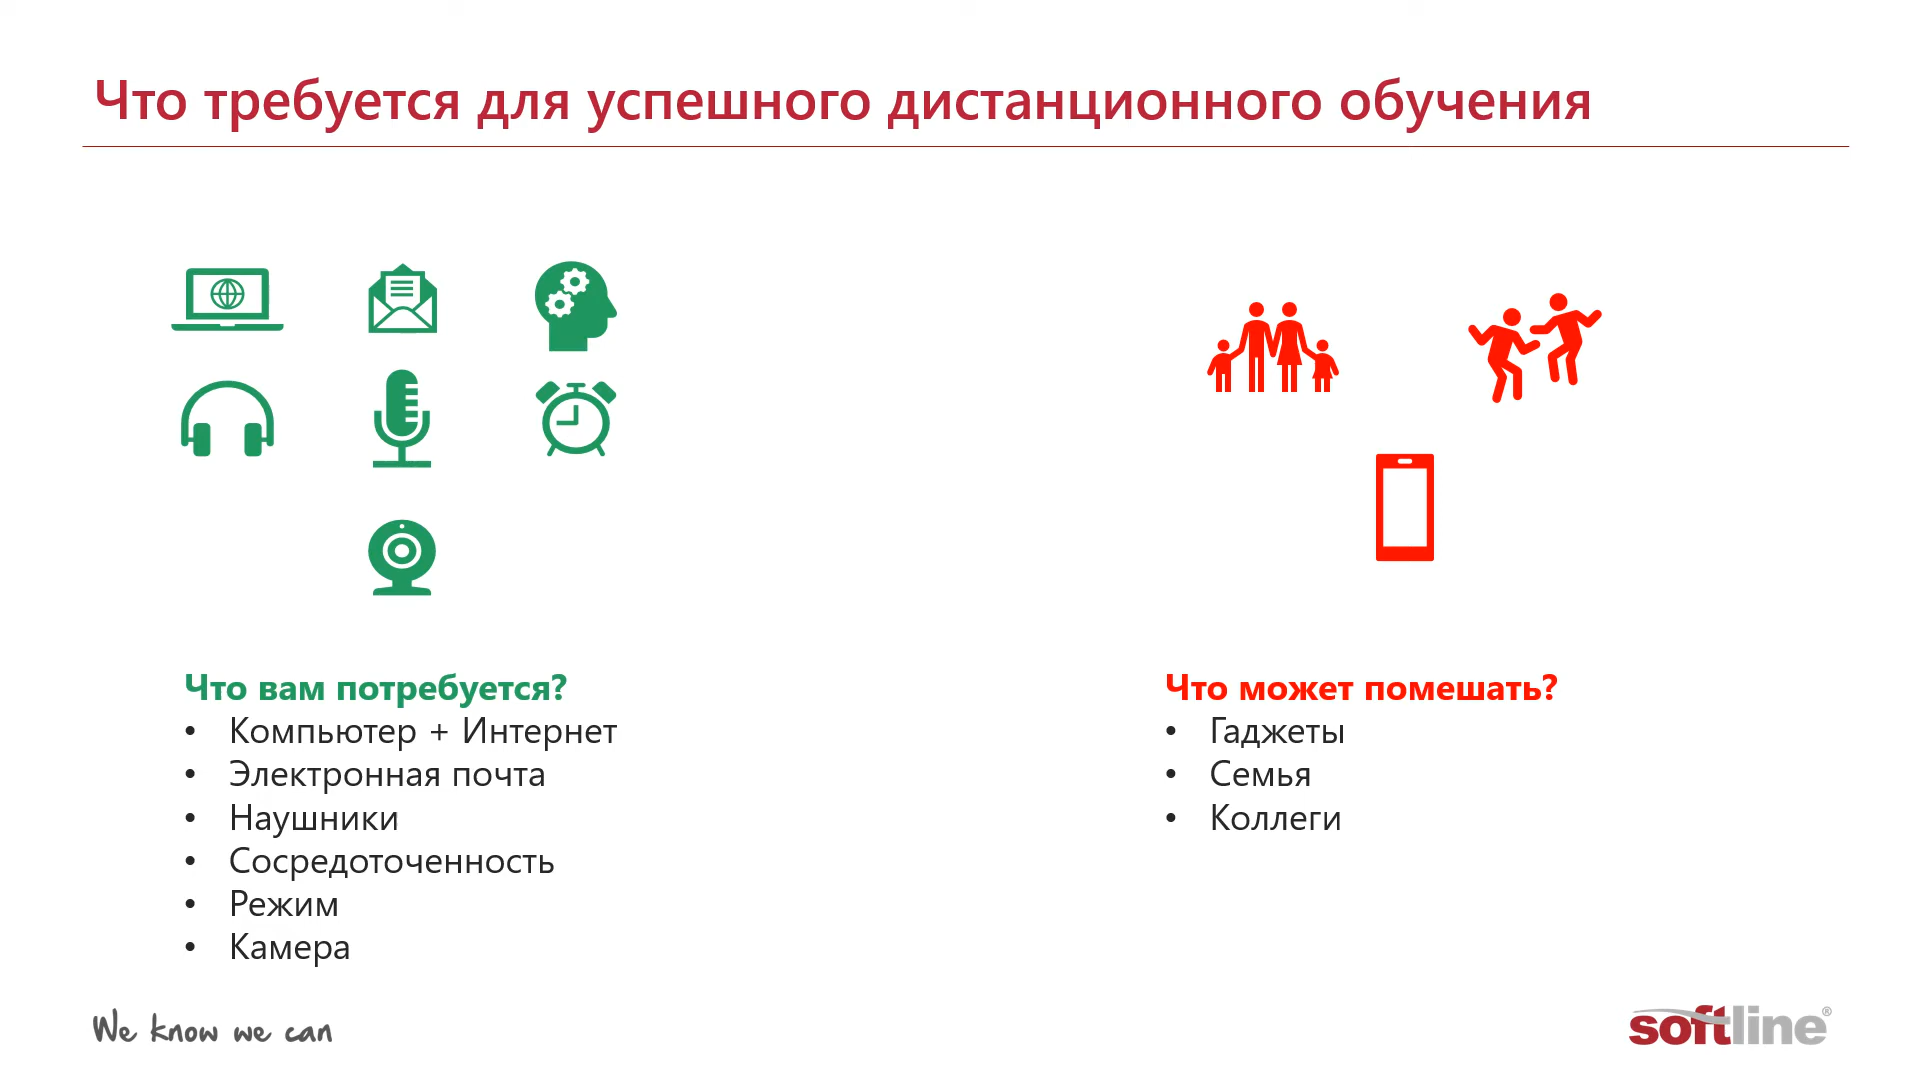 Что требуется для успешного дистанционного обучения
Что вам потребуется?
• Компьютер + Интернет
• Электронная почта
• Наушники
• Сосредоточенность
• Режим
• Камера
Что может помешать?
• Гаджеты
• Семья
• Коллеги
We know we can
softline®